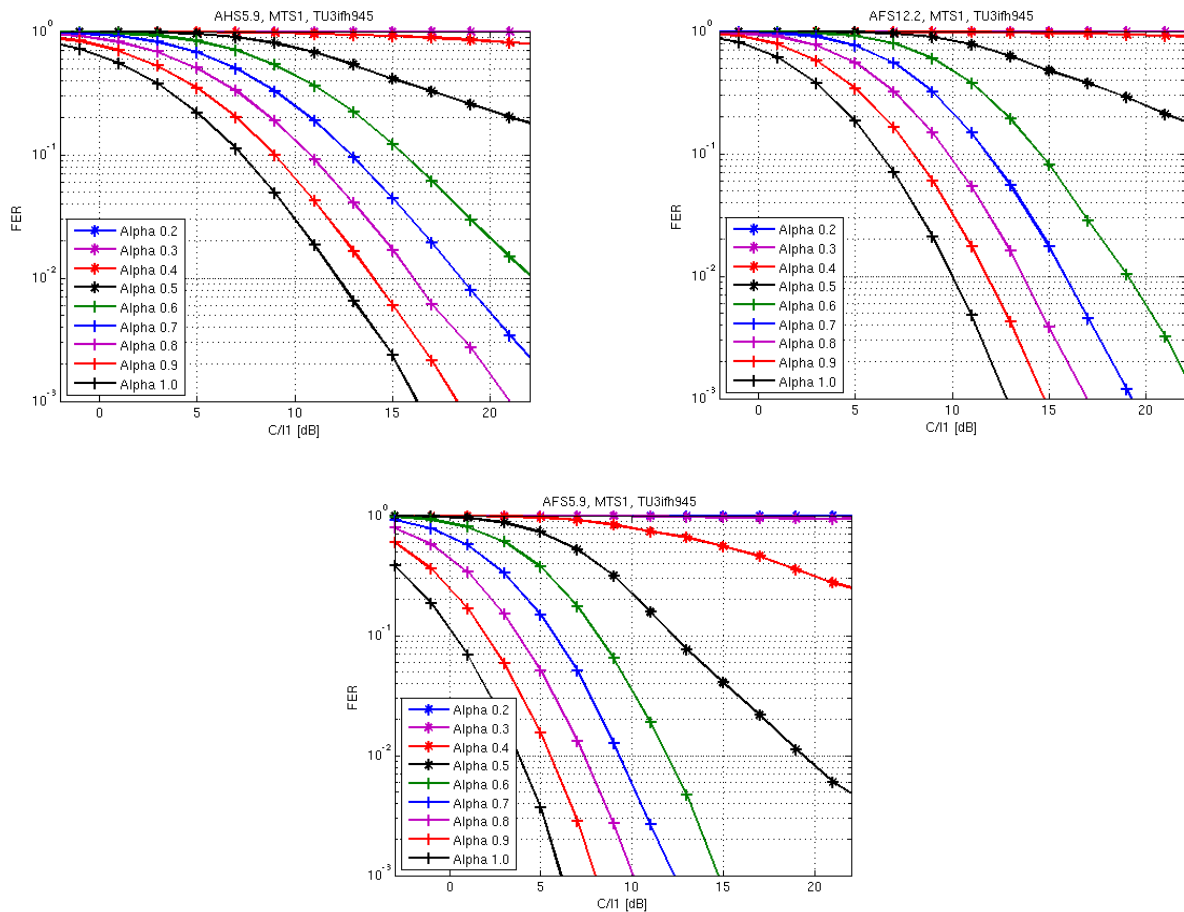 AHS5.9, MTS1, TU3ifh945
10^0
10^-1
10^-2
10^-3
FER
Alpha 0.2
Alpha 0.3
Alpha 0.4
Alpha 0.5
Alpha 0.6
Alpha 0.7
Alpha 0.8
Alpha 0.9
Alpha 1.0
0 5 10 15 20
C/I1 [dB]
AFS12.2, MTS1, TU3ifh945
10^0
10^-1
10^-2
10^-3
FER
Alpha 0.2
Alpha 0.3
Alpha 0.4
Alpha 0.5
Alpha 0.6
Alpha 0.7
Alpha 0.8
Alpha 0.9
Alpha 1.0
0 5 10 15 20
C/I1 [dB]
AFS5.9, MTS1, TU3ifh945
10^0
10^-1
10^-2
10^-3
FER
Alpha 0.2
Alpha 0.3
Alpha 0.4
Alpha 0.5
Alpha 0.6
Alpha 0.7
Alpha 0.8
Alpha 0.9
Alpha 1.0
0 5 10 15 20
C/I1 [dB]